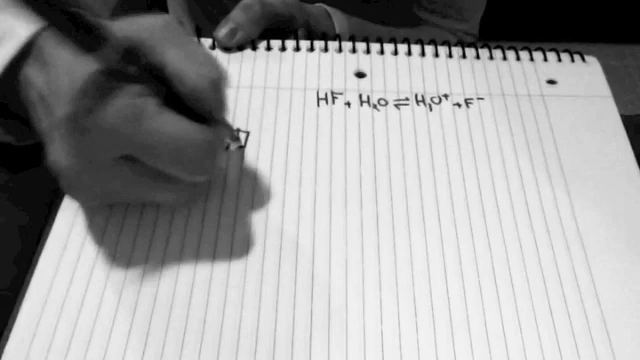 HF + H₂O ⇌ H₃O⁺ + F⁻